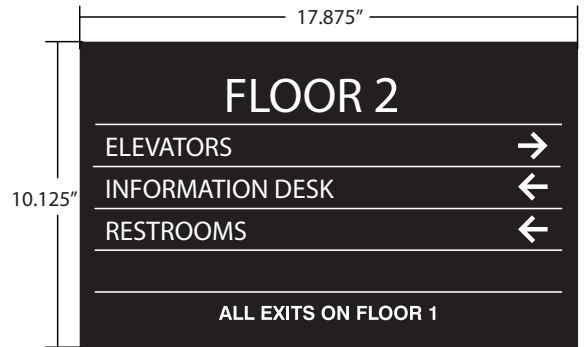 17.875”
FLOOR 2
ELEVATORS →
INFORMATION DESK ←
10.125”
RESTROOMS ←
ALL EXITS ON FLOOR 1